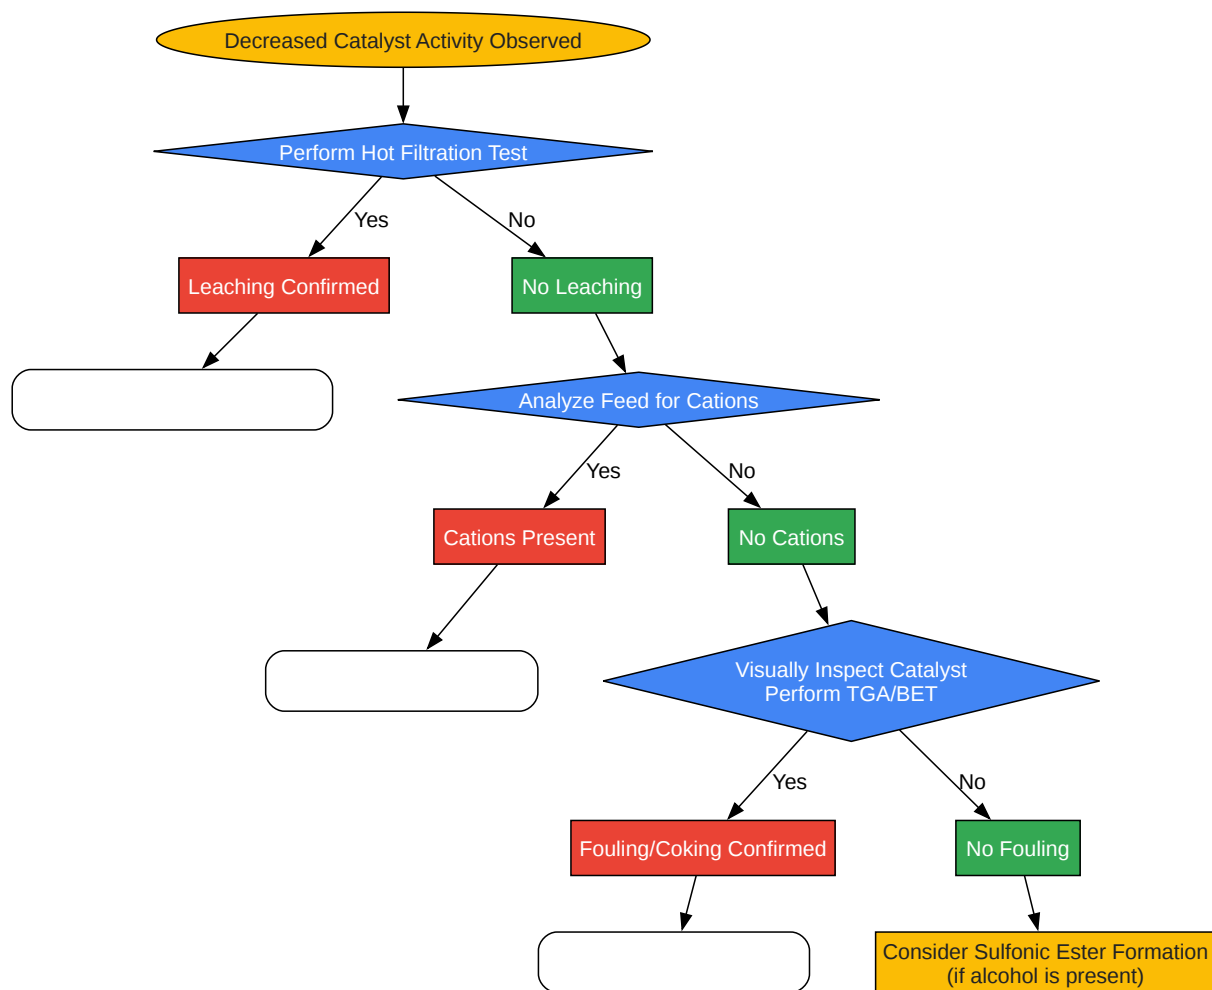 Decreased Catalyst Activity Observed
Perform Hot Filtration Test
Yes
No
Leaching Confirmed
No Leaching
Analyze Feed for Cations
Yes
No
Cations Present
No Cations
Visually Inspect Catalyst
Perform TGA/BET
Yes
No
Fouling/Coking Confirmed
No Fouling
Consider Sulfonic Ester Formation
(if alcohol is present)